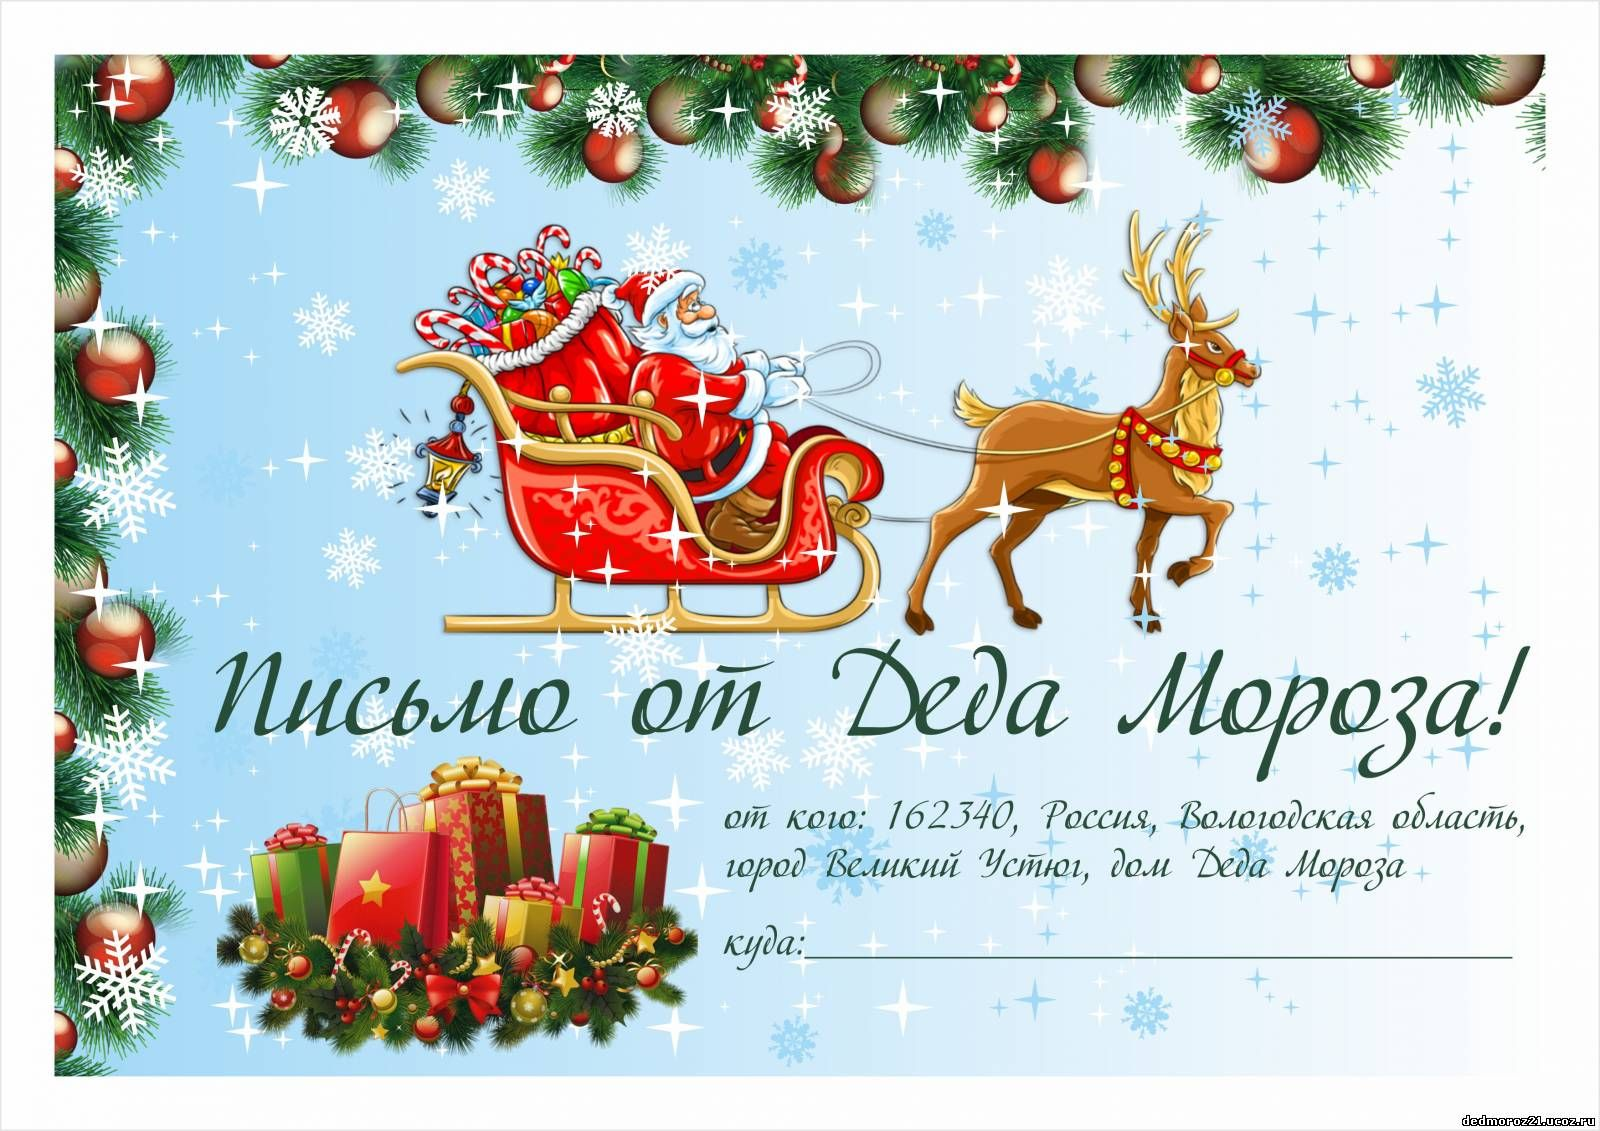 Письмо от Деда Мороза!
от кого: 162340, Россия, Вологодская область,
город Великий Устюг, дом Деда Мороза
куда:
dedmoroz21.ucoz.ru